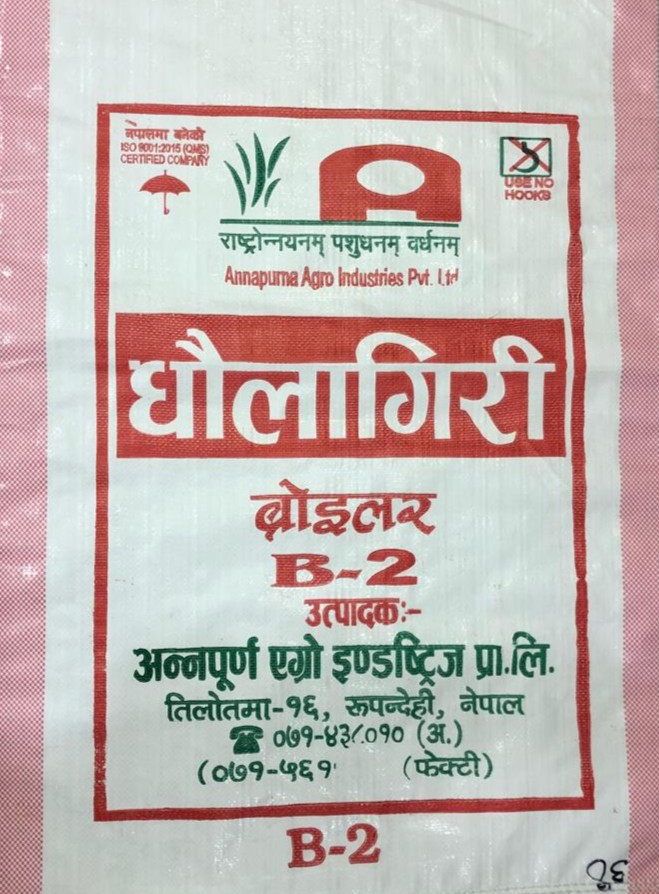 नेपालमा बनेको
ISO 9001:2015 (QMS)
CERTIFIED COMPANY
USE NO
HOOKS
राष्ट्रोन्नयनम् पशुधनम् वर्धनम्
Annapurna Agro Industries Pvt. Ltd
धौलागिरी
ब्रोइलर
B-2
उत्पादकः-
अन्नपूर्ण एग्रो इण्डष्ट्रिज प्रा.लि.
तिलोतमा-१६, रूपन्देही, नेपाल
(अ.)
(फेक्टी)
B-2